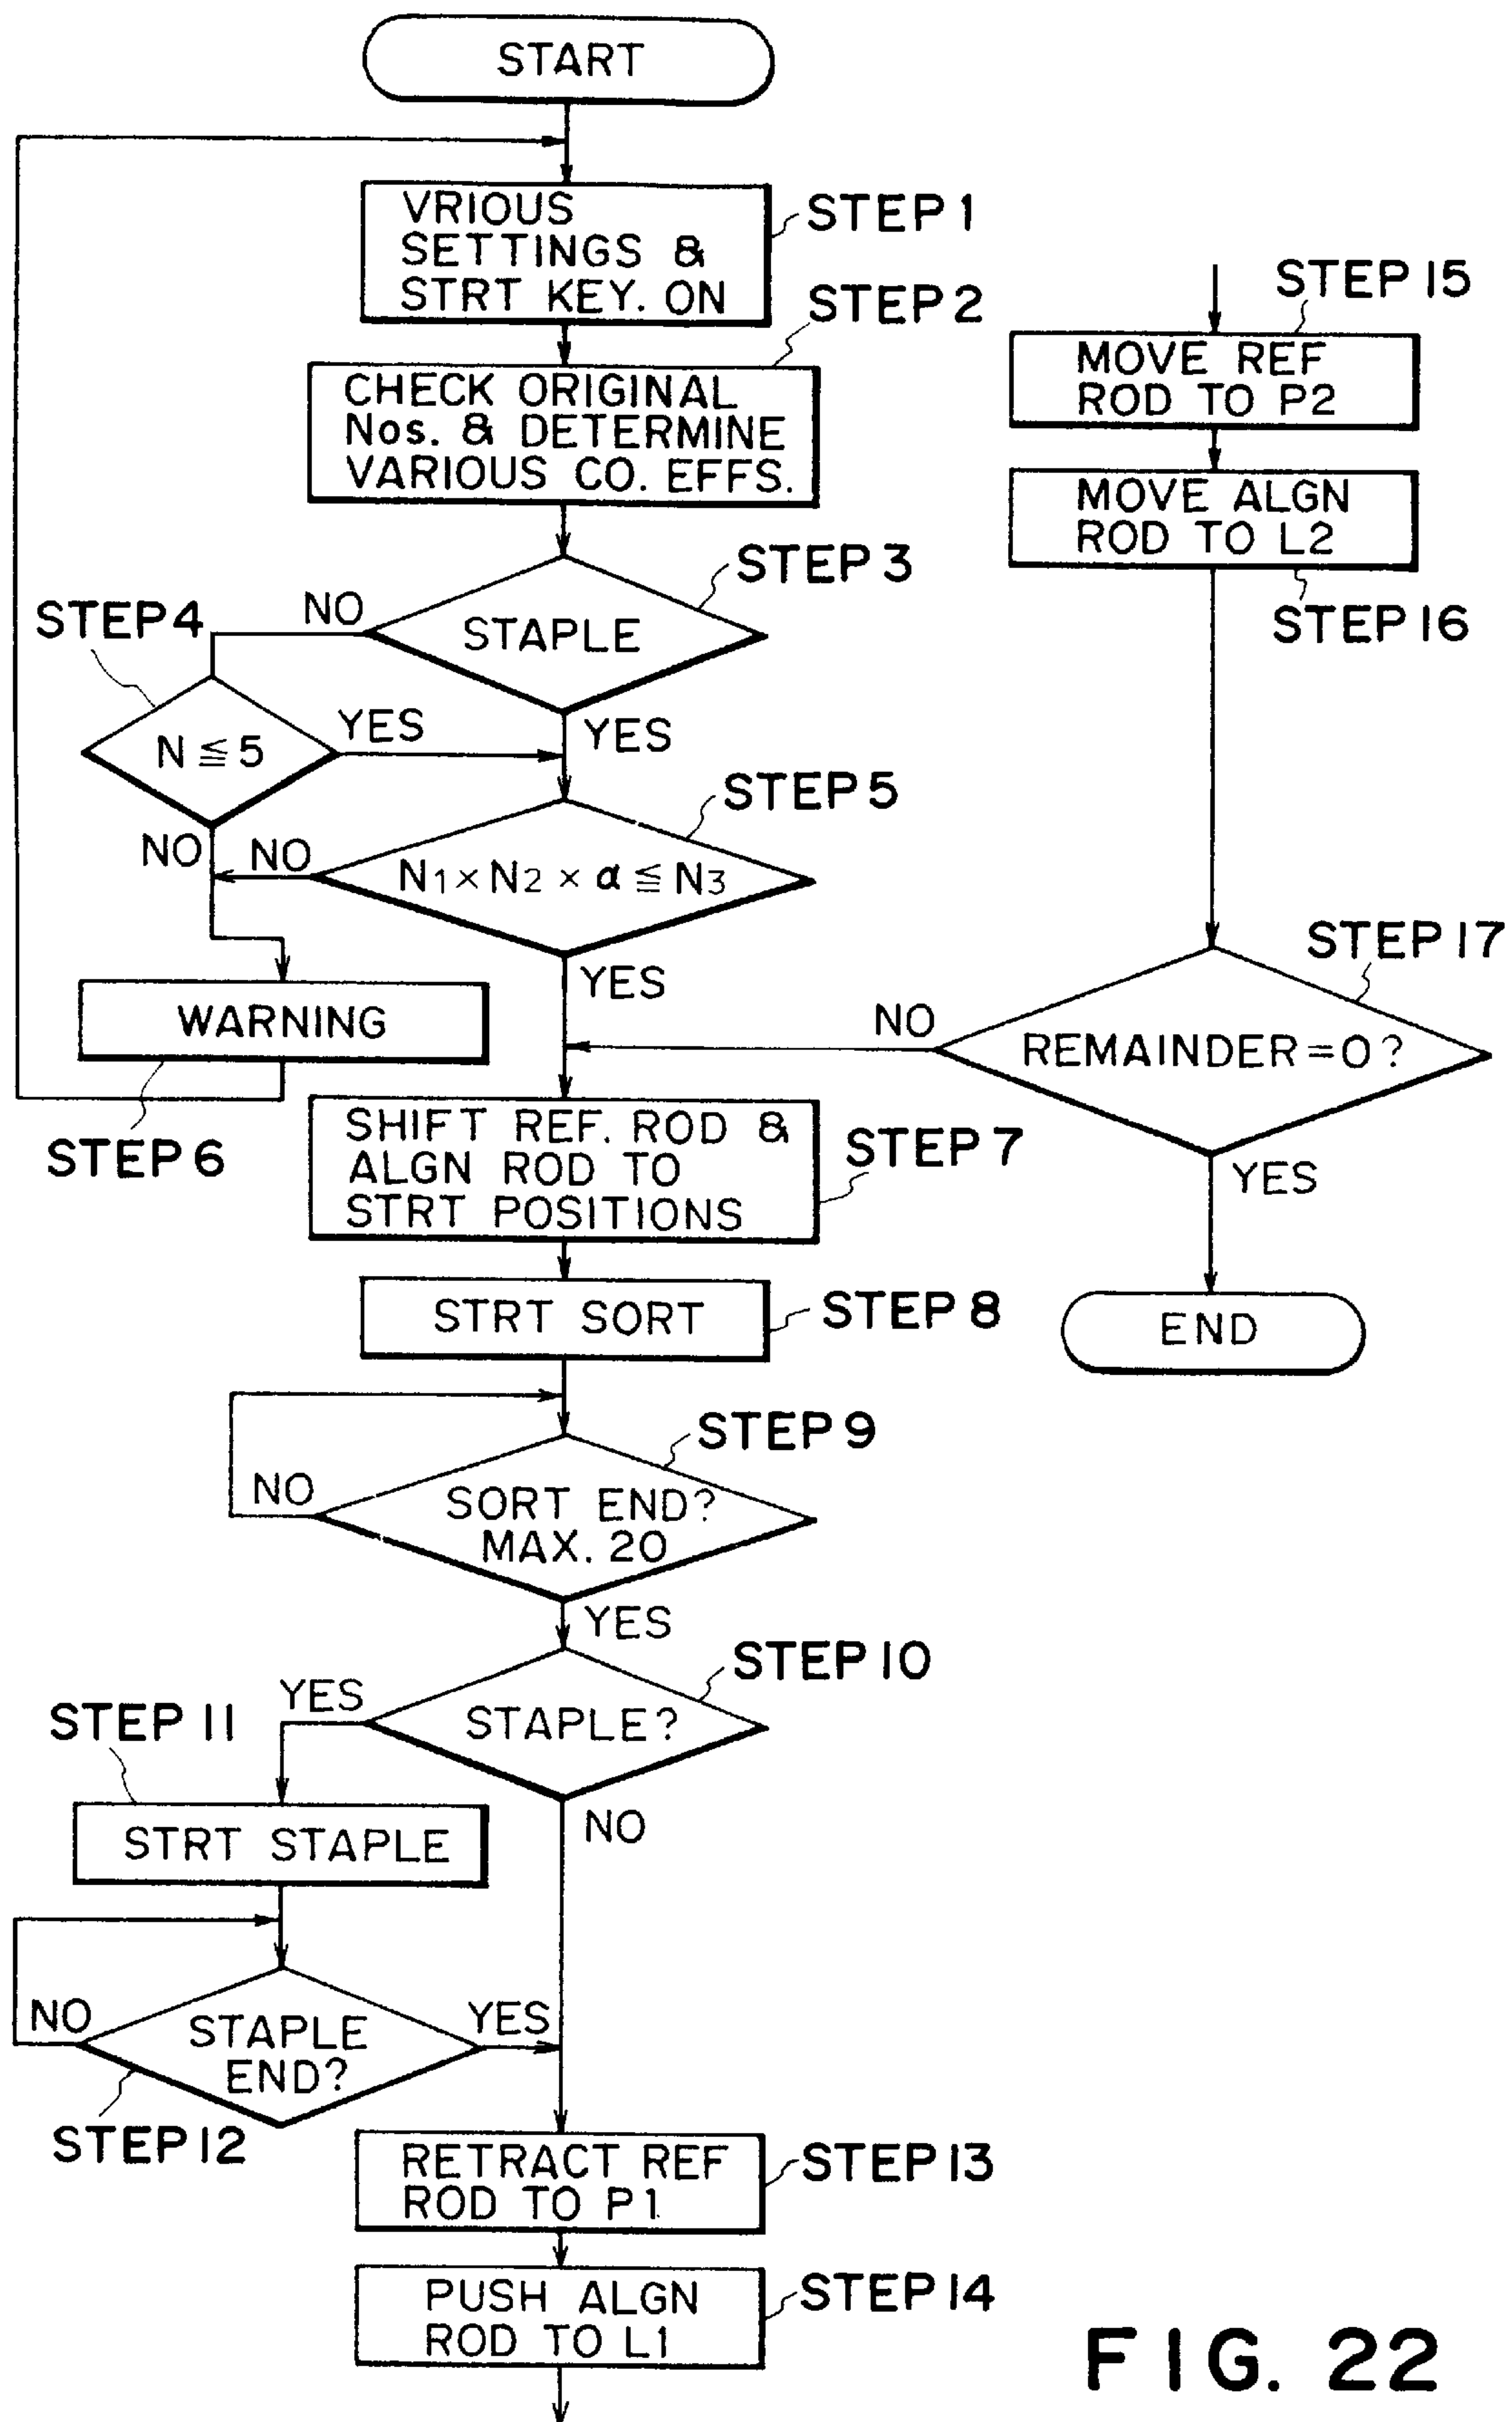 START
VRIOUS
SETTINGS &
STRT KEY. ON
STEP 1
CHECK ORIGINAL
Nos. & DETERMINE
VARIOUS CO. EFFS.
STEP 2
STAPLE
STEP 3
NO
YES
STEP 4
N ≦ 5
YES
NO
STEP 5
N1 × N2 × α ≦ N3
NO
YES
WARNING
STEP 6
SHIFT REF. ROD &
ALGN ROD TO
STRT POSITIONS
STEP 7
STRT SORT
STEP 8
STEP 9
SORT END?
MAX. 20
NO
YES
STEP 10
STAPLE?
YES
NO
STEP 11
STRT STAPLE
STAPLE
END?
NO
YES
STEP 12
RETRACT REF
ROD TO P1.
STEP 13
PUSH ALGN
ROD TO L1
STEP 14
STEP 15
MOVE REF
ROD TO P2
MOVE ALGN
ROD TO L2
STEP 16
STEP 17
REMAINDER = 0 ?
NO
YES
END
FIG. 22